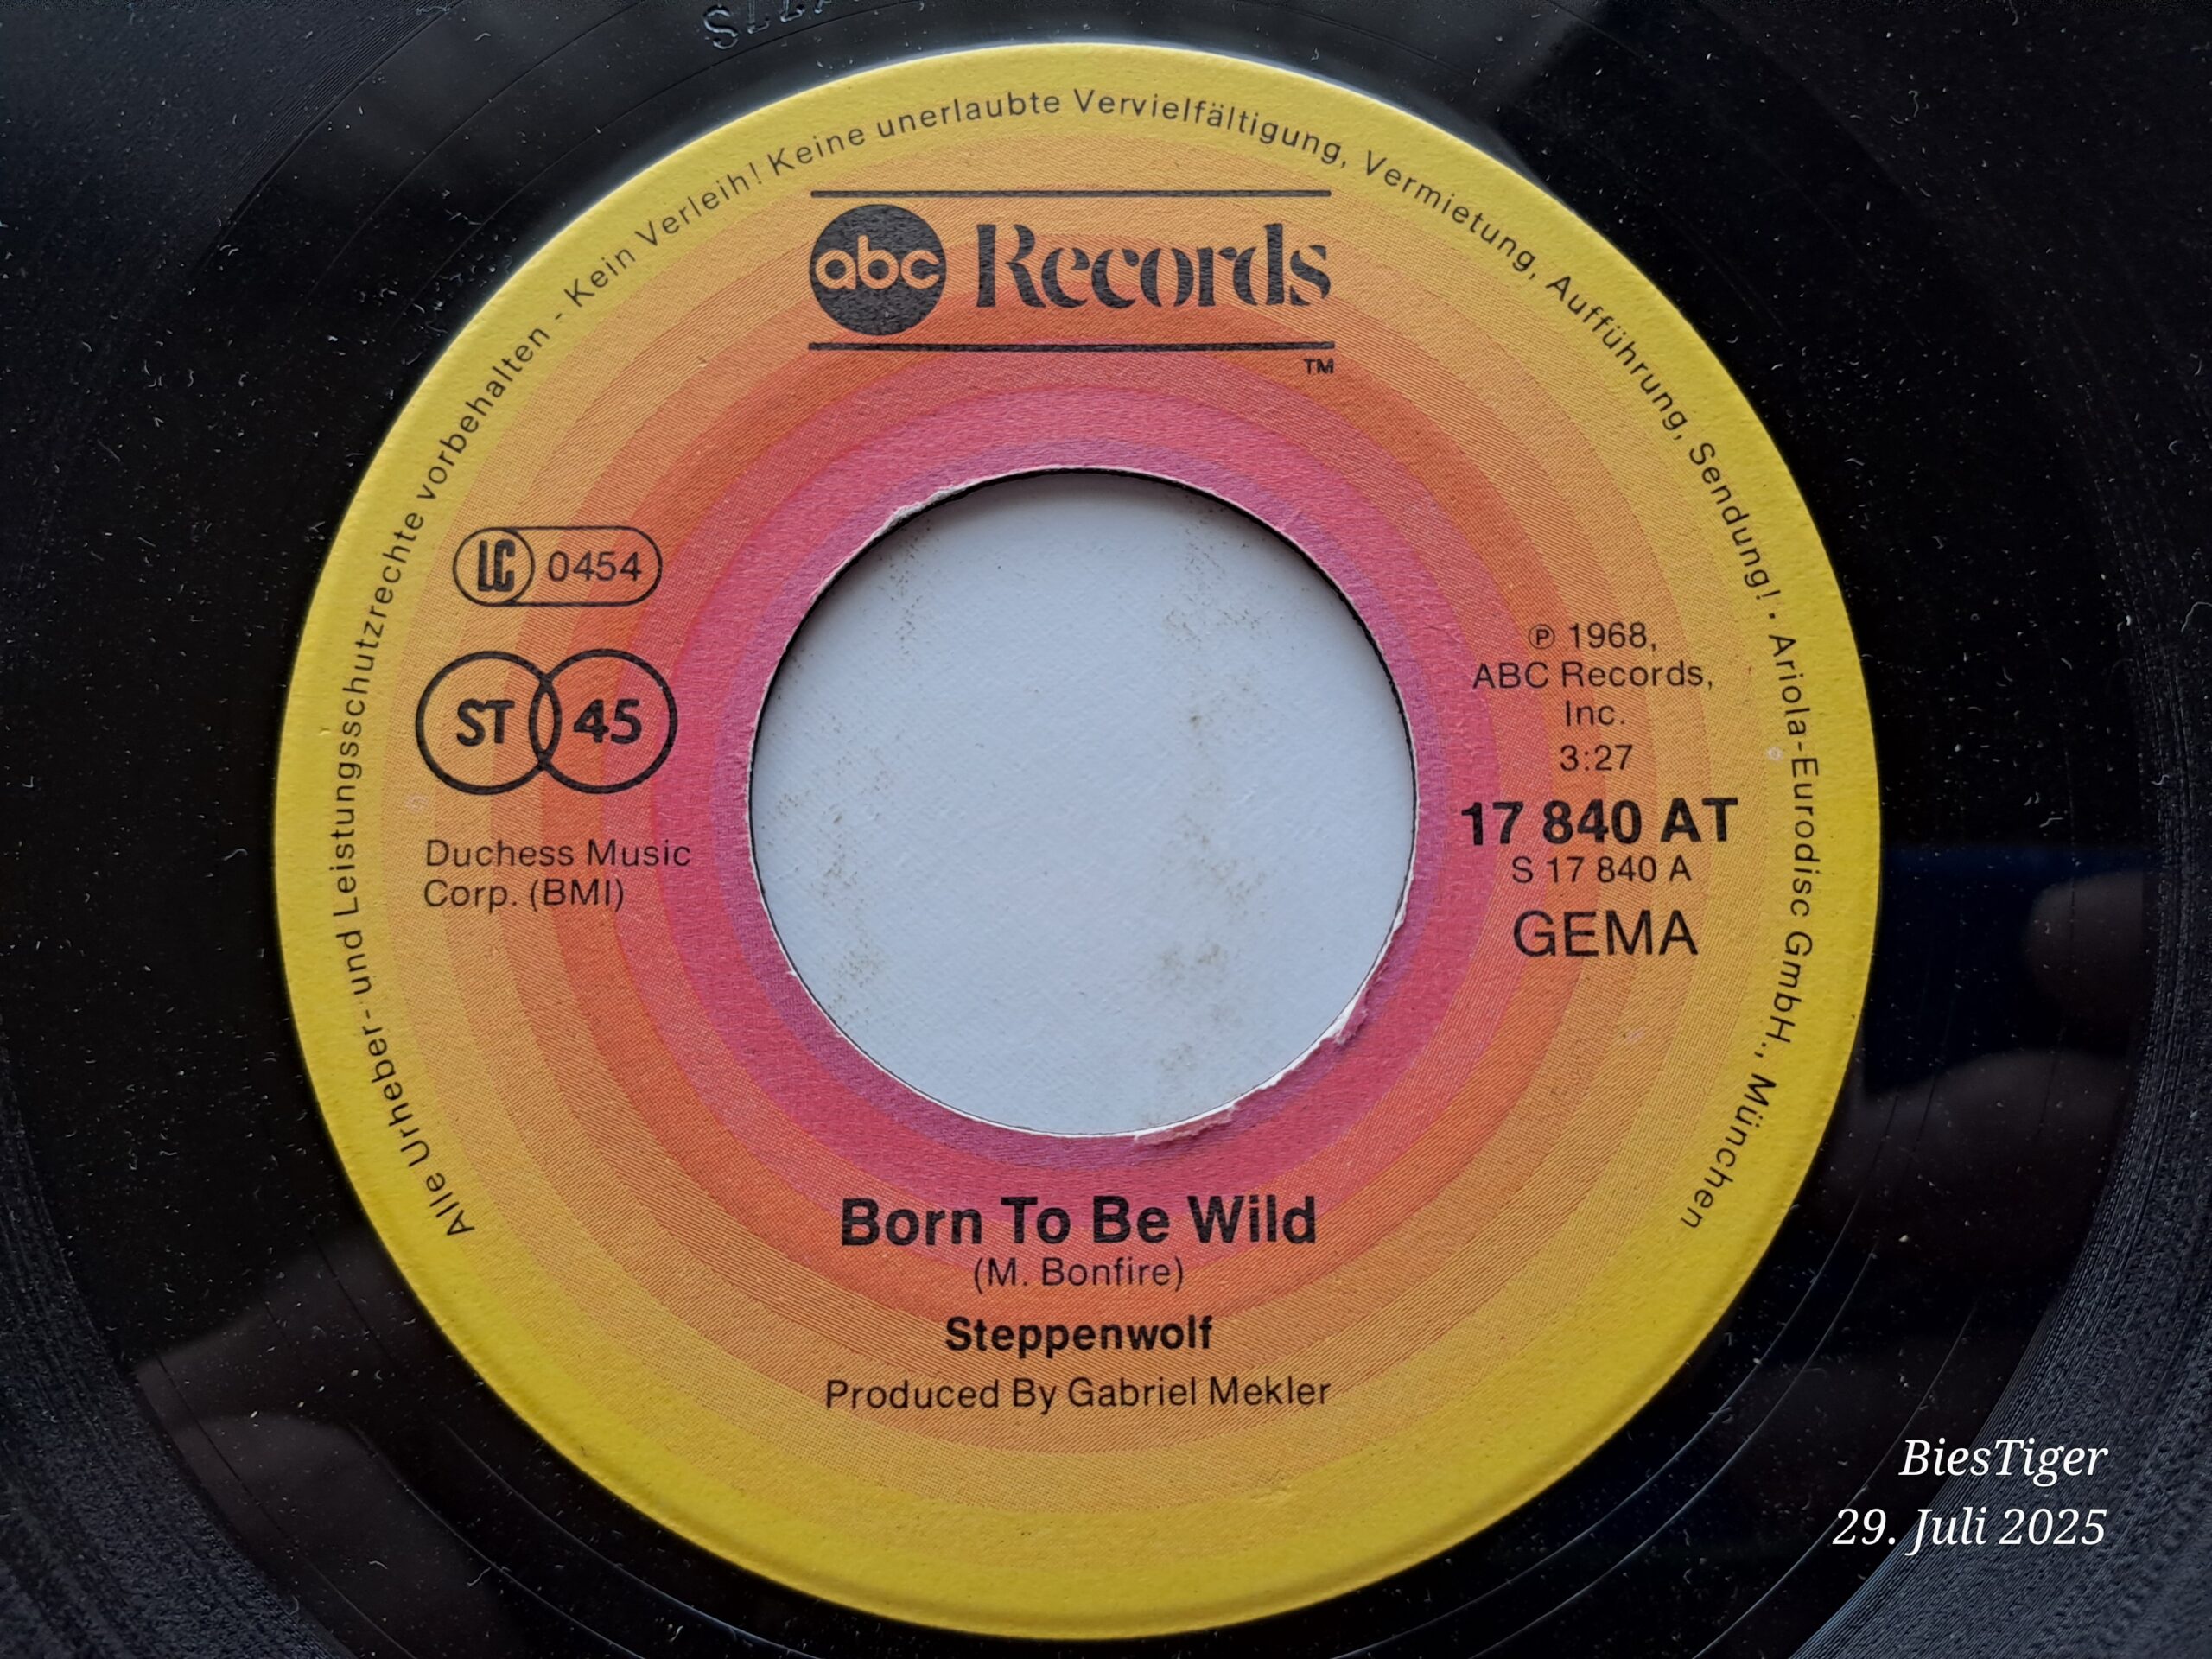 Alle Urheber- und Leistungsschutzrechte vorbehalten - Kein Verleih! Keine unerlaubte Vervielfältigung, Vermietung, Aufführung, Sendung! · Ariola-Eurodisc GmbH., München
abc Records
TM
LC 0454
ST 45
Duchess Music
Corp. (BMI)
℗ 1968,
ABC Records,
Inc.
3:27
17 840 AT
S 17 840 A
GEMA
Born To Be Wild
(M. Bonfire)
Steppenwolf
Produced By Gabriel Mekler
BiesTiger
29. Juli 2025